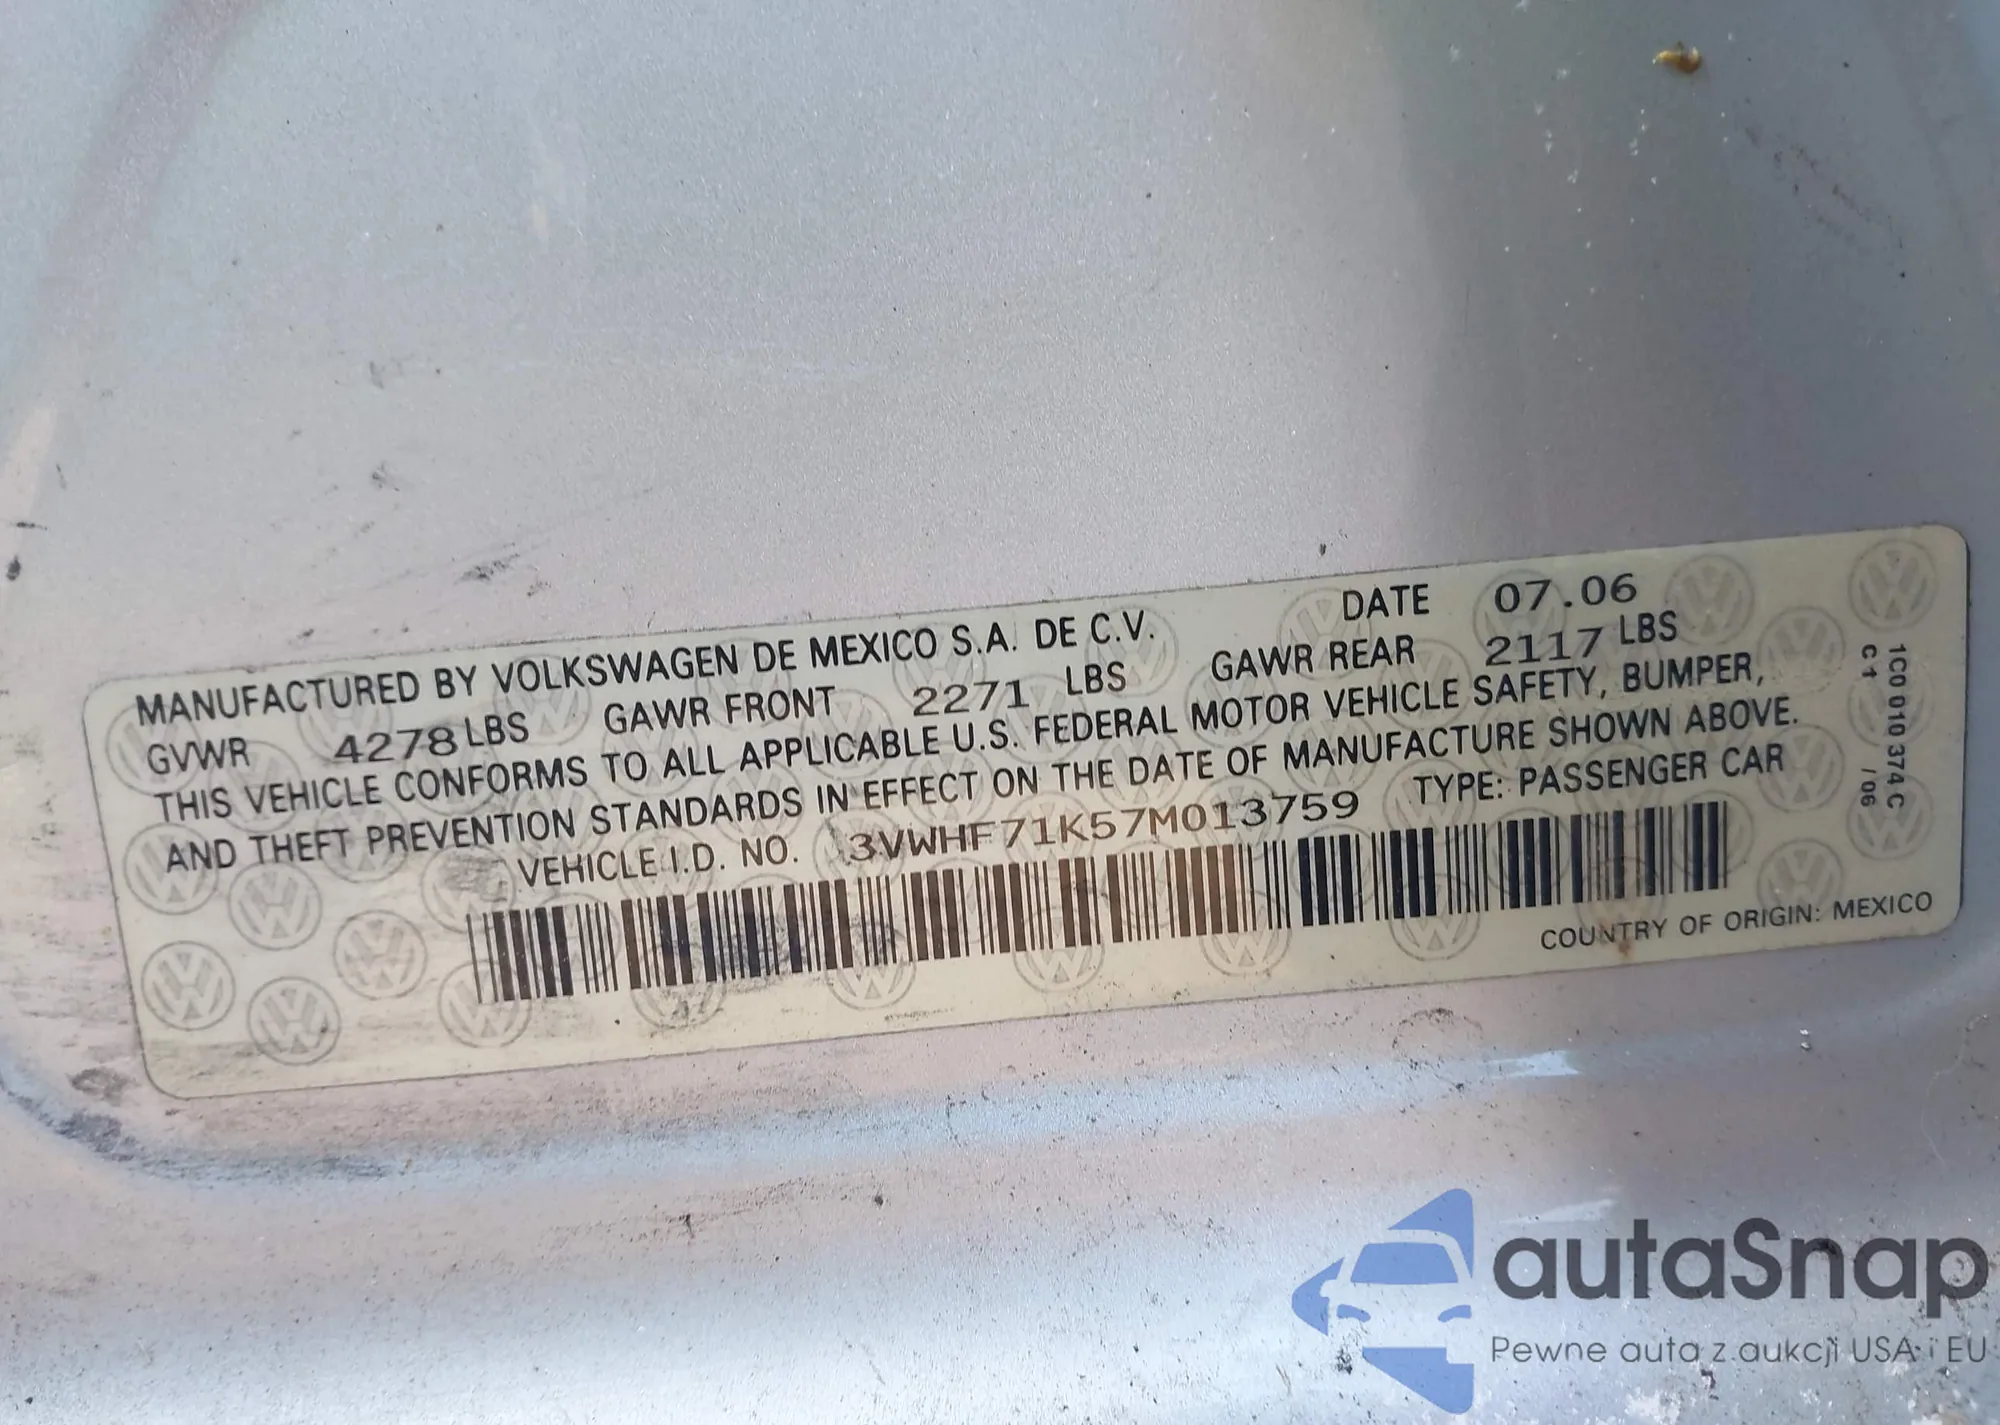 MANUFACTURED BY VOLKSWAGEN DE MEXICO S.A. DE C.V. DATE 07.06
GVWR 4278 LBS GAWR FRONT 2271 LBS GAWR REAR 2117 LBS
THIS VEHICLE CONFORMS TO ALL APPLICABLE U.S. FEDERAL MOTOR VEHICLE SAFETY, BUMPER,
AND THEFT PREVENTION STANDARDS IN EFFECT ON THE DATE OF MANUFACTURE SHOWN ABOVE.
VEHICLE I.D. NO. 3VWHF71K57M013759 TYPE: PASSENGER CAR
COUNTRY OF ORIGIN: MEXICO
1C0 010 374 C
C1 /06
autaSnap
Pewne auta z aukcji USA i EU